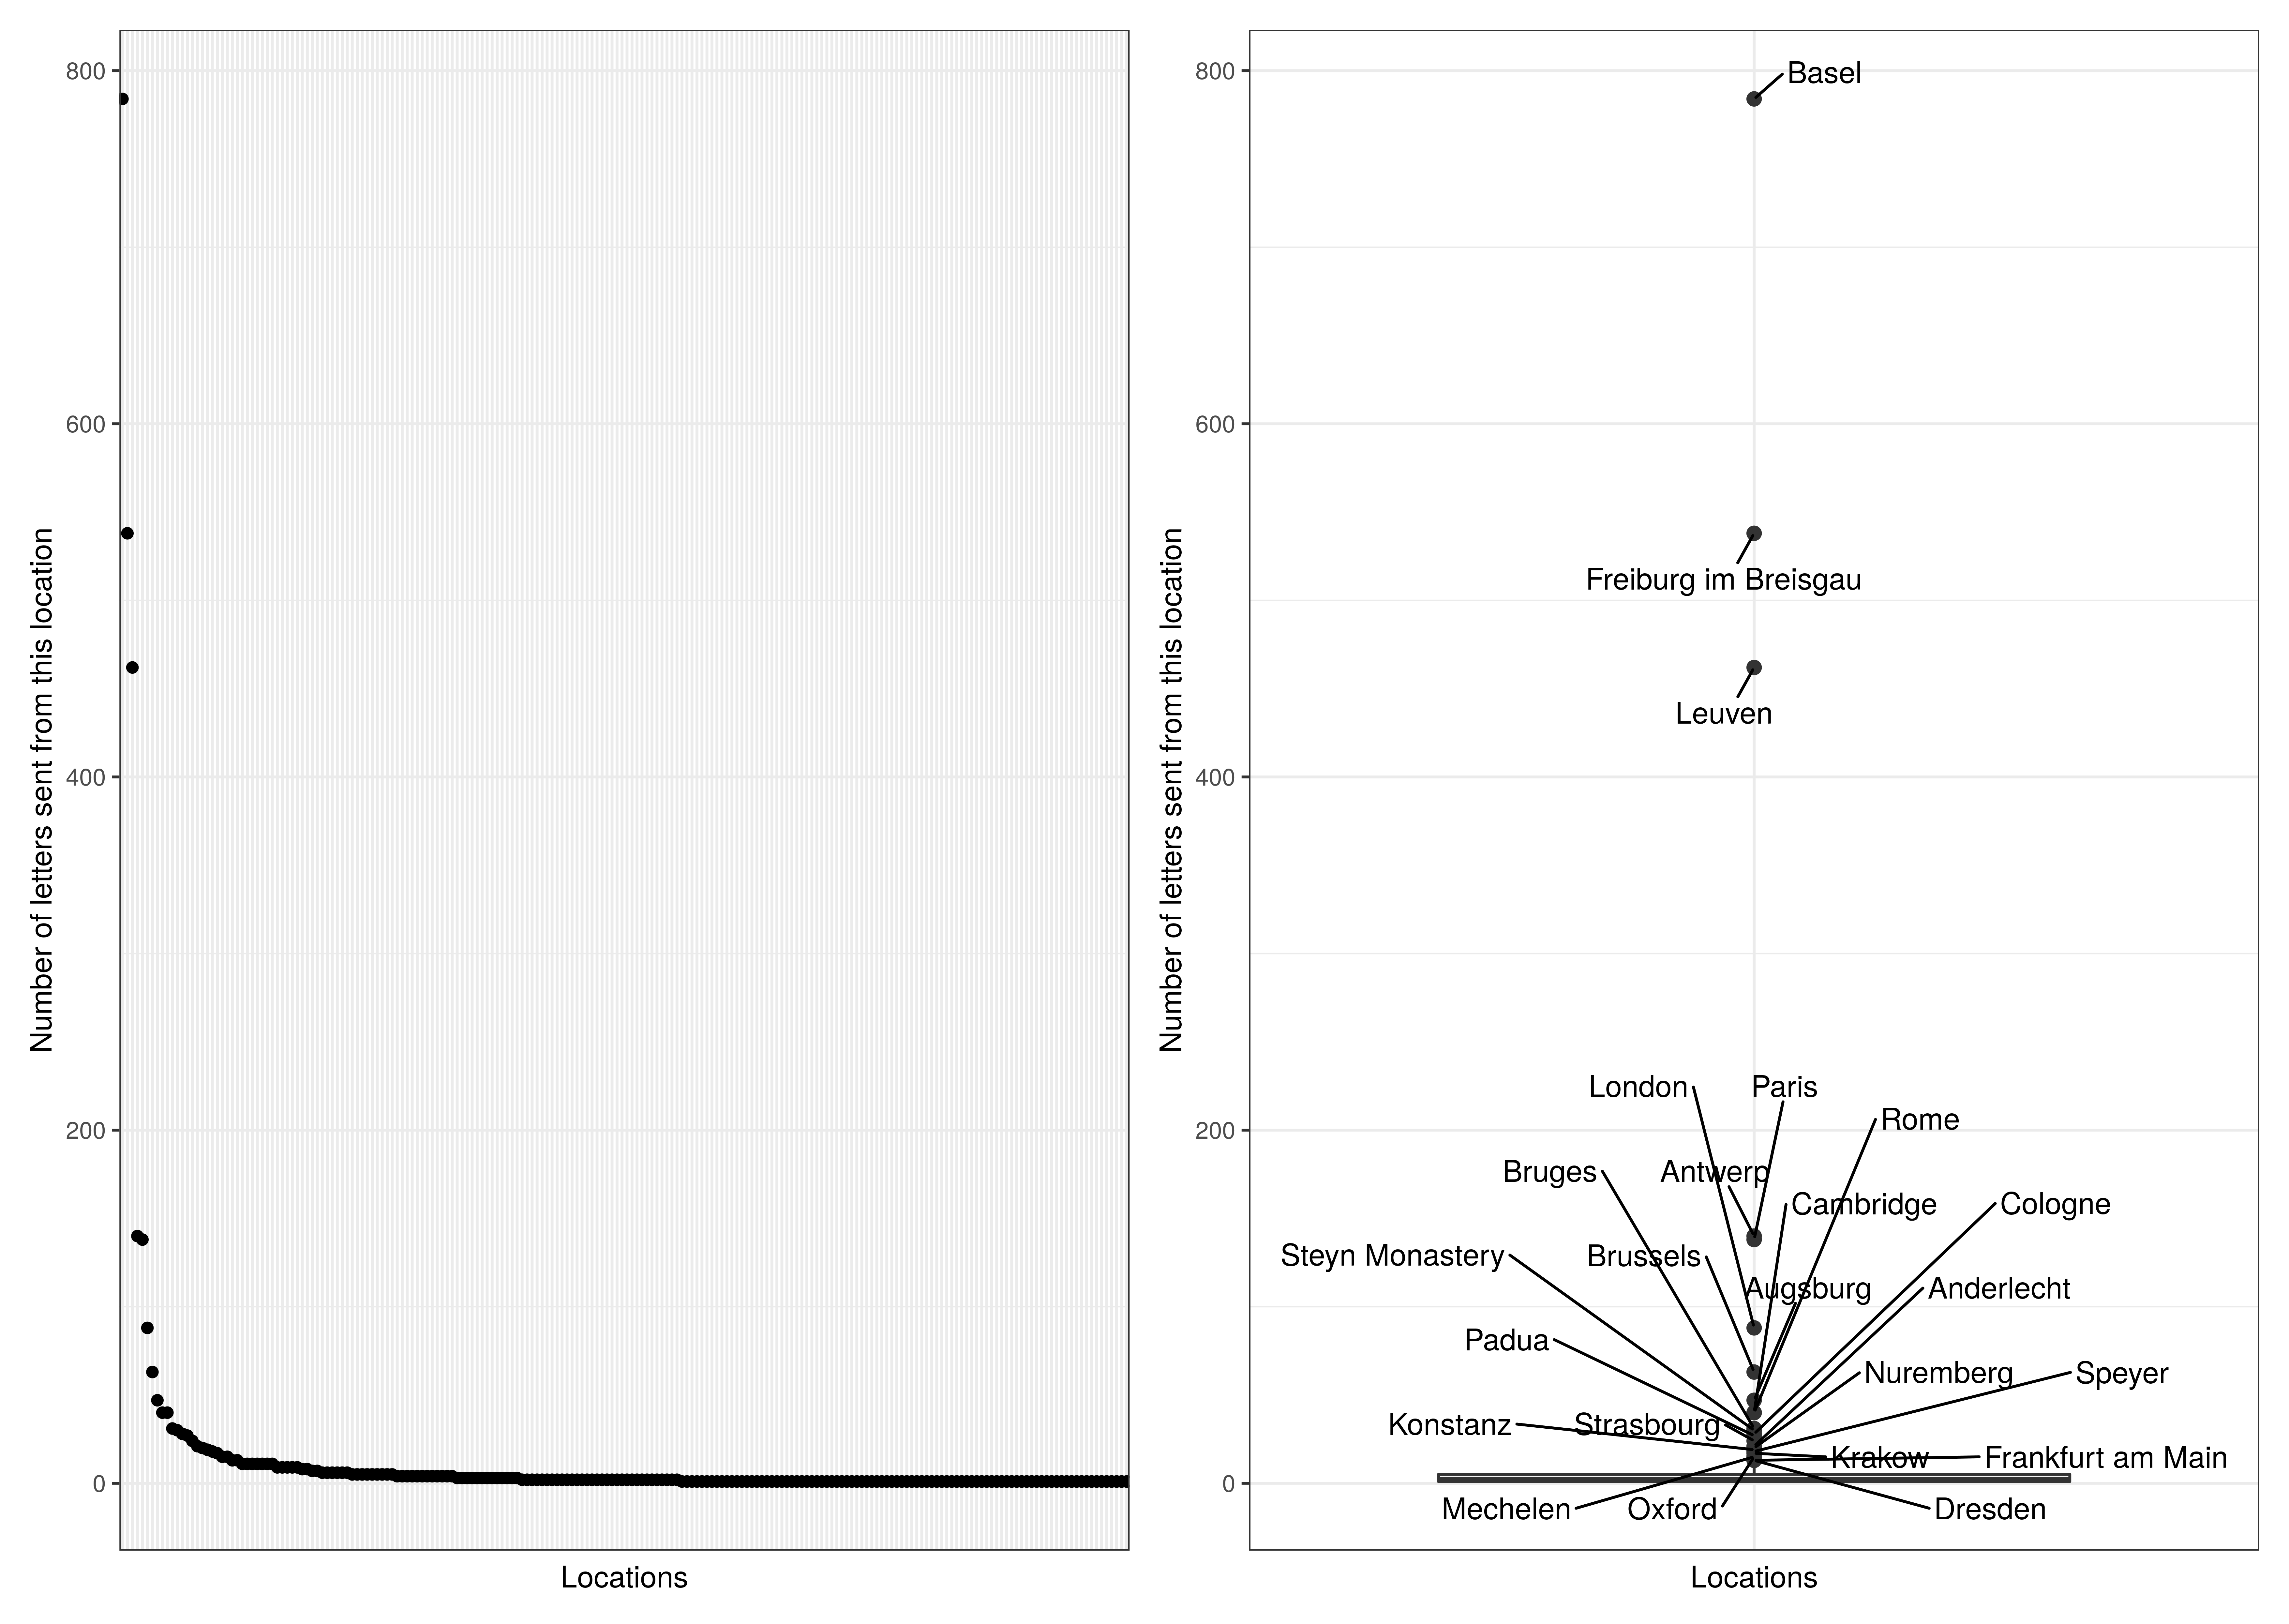 Number of letters sent from this location
800
600
400
200
0
Locations
Number of letters sent from this location
800
600
400
200
0
Basel
Freiburg im Breisgau
Leuven
London
Paris
Rome
Bruges
Antwerp
Cambridge
Cologne
Steyn Monastery
Brussels
Augsburg
Anderlecht
Padua
Nuremberg
Speyer
Konstanz
Strasbourg
Krakow
Frankfurt am Main
Mechelen
Oxford
Dresden
Locations